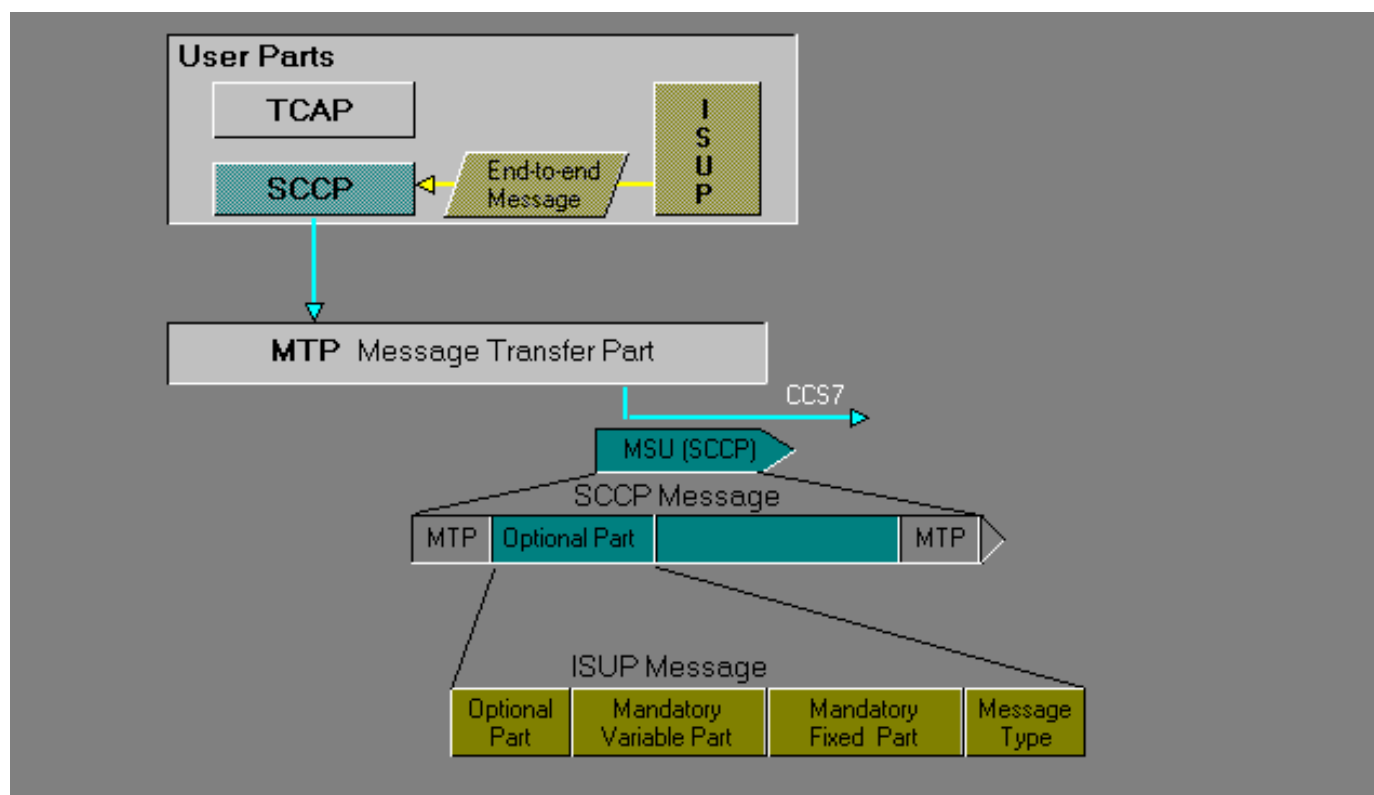 User Parts
TCAP
I
S
U
P
End-to-end
Message
SCCP
MTP Message Transfer Part
CCS7
MSU (SCCP)
SCCP Message
MTP
Optional Part
MTP
ISUP Message
Optional
Part
Mandatory
Variable Part
Mandatory
Fixed Part
Message
Type